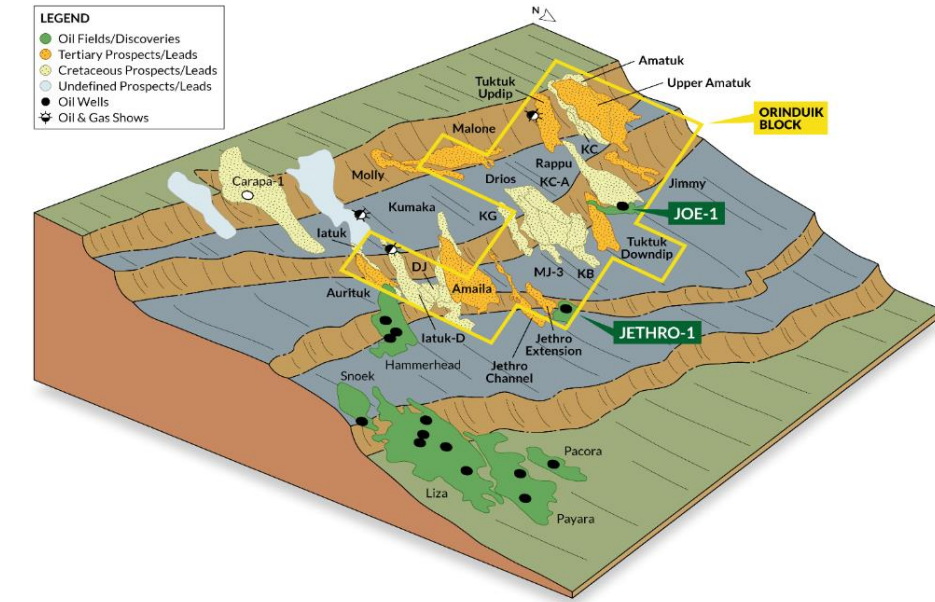 N
LEGEND
Oil Fields/Discoveries
Tertiary Prospects/Leads
Cretaceous Prospects/Leads
Undefined Prospects/Leads
Oil Wells
Oil & Gas Shows
Amatuk
Tuktuk
Updip
Upper Amatuk
ORINDUIK
BLOCK
Malone
KC
Rappu
Molly
Drios
KC-A
Jimmy
Carapa-1
Kumaka
KG
JOE-1
Iatuk
Tuktuk
Downdip
DJ
MJ-3
KB
Aurituk
Amaila
JETHRO-1
Iatuk-D
Jethro
Extension
Hammerhead
Jethro
Channel
Snoek
Pacora
Liza
Payara